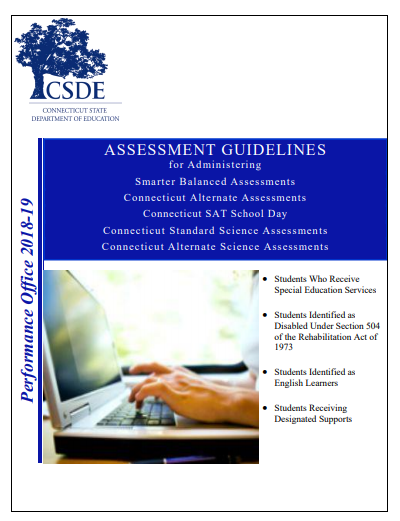 CSDE
CONNECTICUT STATE
DEPARTMENT OF EDUCATION
ASSESSMENT GUIDELINES
for Administering
Smarter Balanced Assessments
Connecticut Alternate Assessments
Connecticut SAT School Day
Connecticut Standard Science Assessments
Connecticut Alternate Science Assessments
Performance Office 2018-19
• Students Who Receive
Special Education Services
• Students Identified as
Disabled Under Section 504
of the Rehabilitation Act of
1973
• Students Identified as
English Learners
• Students Receiving
Designated Supports